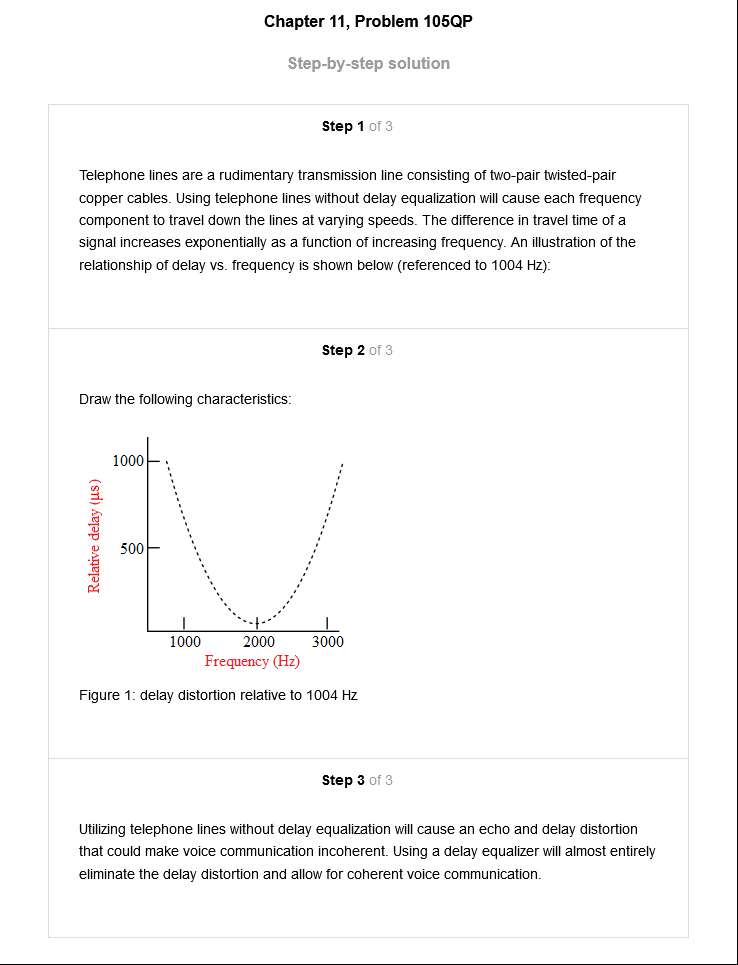 Chapter 11, Problem 105QP
Step-by-step solution
Step 1 of 3
Telephone lines are a rudimentary transmission line consisting of two-pair twisted-pair
copper cables. Using telephone lines without delay equalization will cause each frequency
component to travel down the lines at varying speeds. The difference in travel time of a
signal increases exponentially as a function of increasing frequency. An illustration of the
relationship of delay vs. frequency is shown below (referenced to 1004 Hz):
Step 2 of 3
Draw the following characteristics:
1000
Relative delay (μs)
500
1000 2000 3000
Frequency (Hz)
Figure 1: delay distortion relative to 1004 Hz
Step 3 of 3
Utilizing telephone lines without delay equalization will cause an echo and delay distortion
that could make voice communication incoherent. Using a delay equalizer will almost entirely
eliminate the delay distortion and allow for coherent voice communication.